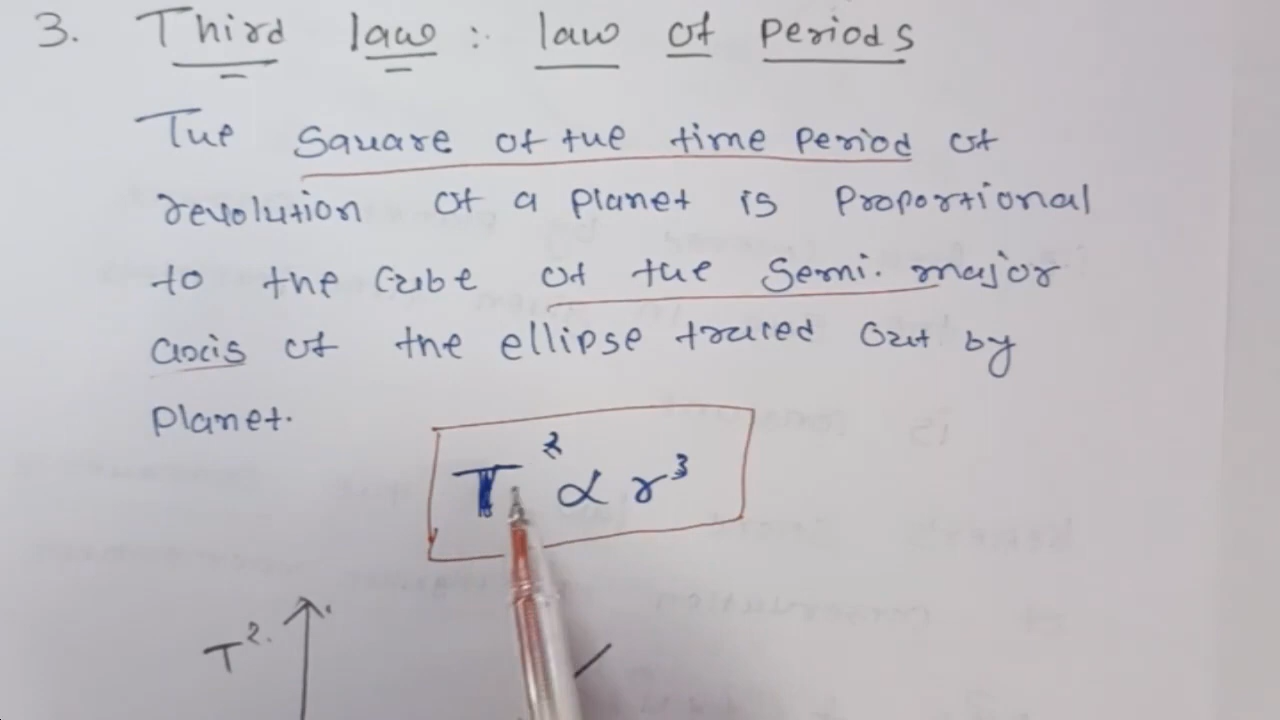 3. Third law : law of Periods
The square of the time Period of
revolution of a Planet is Proportional
to the Cube of the Semi. major
axis of the ellipse traced Out by
Planet.
T² ∝ r³
T².